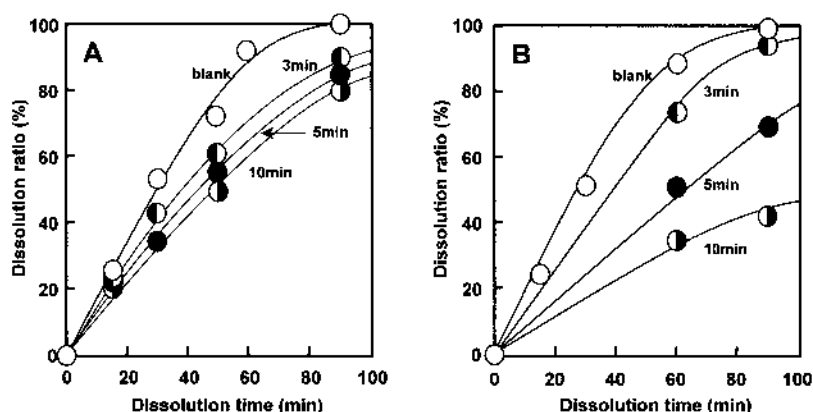 A
Dissolution ratio (%)
100
80
60
40
20
0
blank
3min
5min
10min
0 20 40 60 80 100
Dissolution time (min)
B
Dissolution ratio (%)
100
80
60
40
20
0
blank
3min
5min
10min
0 20 40 60 80 100
Dissolution time (min)